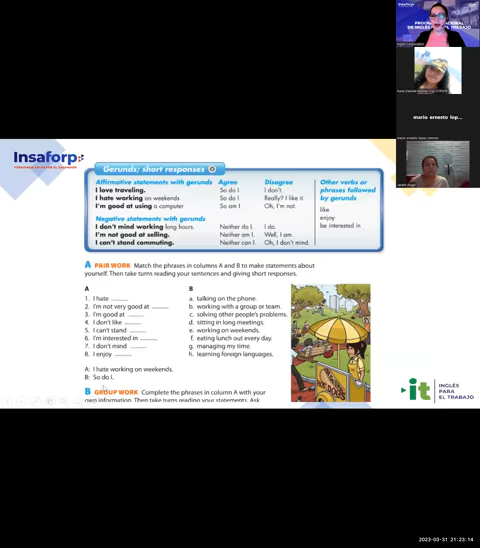 Insaforp
PROGRAMA NACIONAL
DE INGLÉS PARA EL TRABAJO
mario ernesto lop...
Insaforp
Gerunds; short responses
Affirmative statements with gerunds Agree Disagree Other verbs or
I love traveling. So do I. I don't. phrases followed
I hate working on weekends. So do I. Really? I like it. by gerunds
I'm good at using a computer. So am I. Oh, I'm not. like
Negative statements with gerunds enjoy
I don't mind working long hours. Neither do I. I do. be interested in
I'm not good at selling. Neither am I. Well, I am.
I can't stand commuting. Neither can I. Oh, I don't mind.
A PAIR WORK Match the phrases in columns A and B to make statements about
yourself. Then take turns reading your sentences and giving short responses.
A B
1. I hate ........... a. talking on the phone.
2. I'm not very good at ........... b. working with a group or team.
3. I'm good at ........... c. solving other people's problems.
4. I don't like ........... d. sitting in long meetings.
5. I can't stand ........... e. working on weekends.
6. I'm interested in ........... f. eating lunch out every day.
7. I don't mind ........... g. managing my time.
8. I enjoy ........... h. learning foreign languages.
A: I hate working on weekends.
B: So do I.
B GROUP WORK Complete the phrases in column A with your
own information. Then take turns reading your statements. Ask
it INGLÉS
PARA
EL TRABAJO
2023-03-31 21:23:14